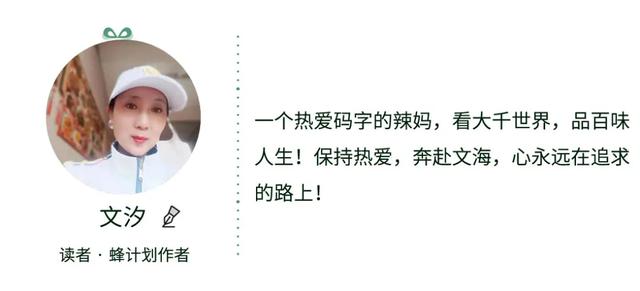 一个热爱码字的辣妈，看大千世界，品百味
人生！保持热爱，奔赴文海，心永远在追求
的路上！
文汐
读者 · 蜂计划作者